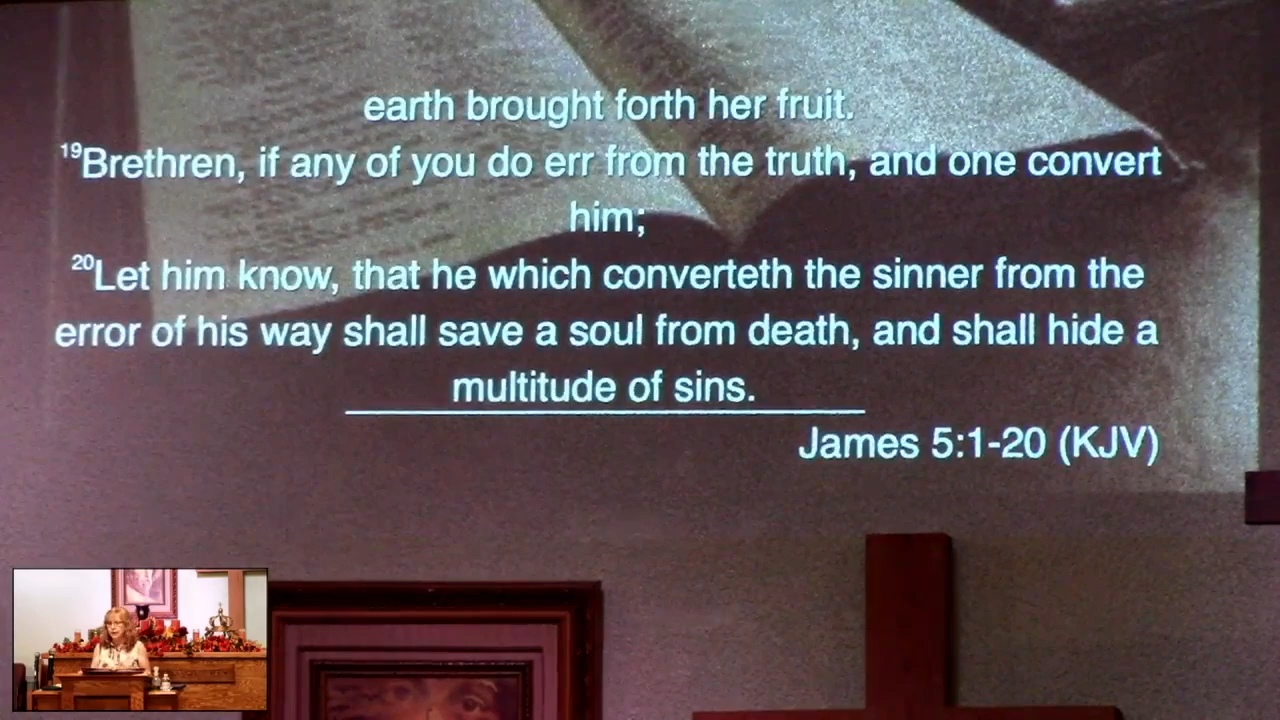 earth brought forth her fruit.
19Brethren, if any of you do err from the truth, and one convert
him;
20Let him know, that he which converteth the sinner from the
error of his way shall save a soul from death, and shall hide a
multitude of sins.
James 5:1-20 (KJV)